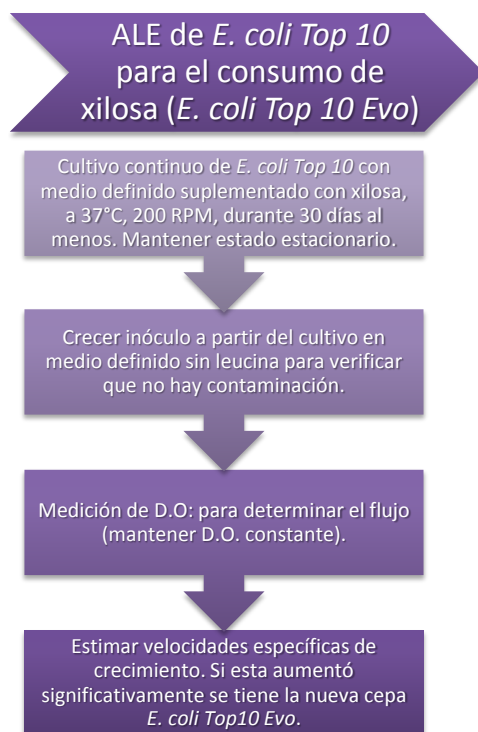 ALE de E. coli Top 10
para el consumo de
xilosa (E. coli Top 10 Evo)
Cultivo continuo de E. coli Top 10 con
medio definido suplementado con xilosa,
a 37°C, 200 RPM, durante 30 días al
menos. Mantener estado estacionario.
Crecer inóculo a partir del cultivo en
medio definido sin leucina para verificar
que no hay contaminación.
Medición de D.O: para determinar el flujo
(mantener D.O. constante).
Estimar velocidades específicas de
crecimiento. Si esta aumentó
significativamente se tiene la nueva cepa
E. coli Top10 Evo.